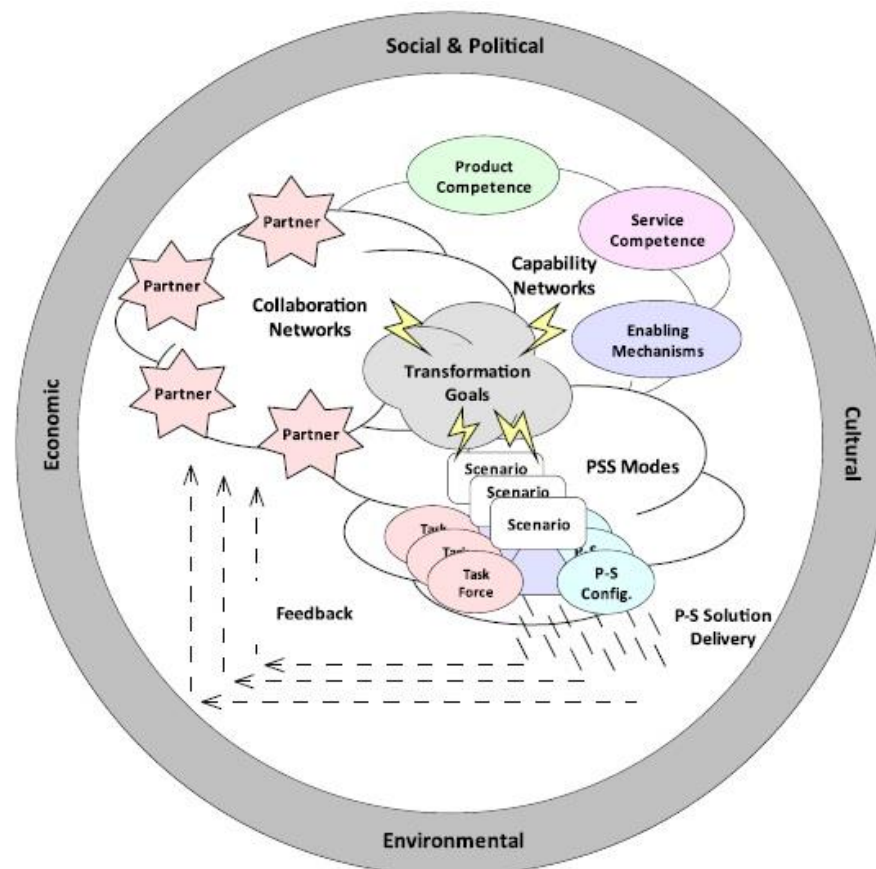 Social & Political
Product
Competence
Partner
Service
Competence
Capability
Networks
Partner
Collaboration
Networks
Enabling
Mechanisms
Transformation
Goals
Partner
Partner
Economic
Cultural
Scenario
PSS Modes
Scenario
Scenario
Task
P-S
Task
Force
P-S
Config.
Feedback
P-S Solution
Delivery
Environmental